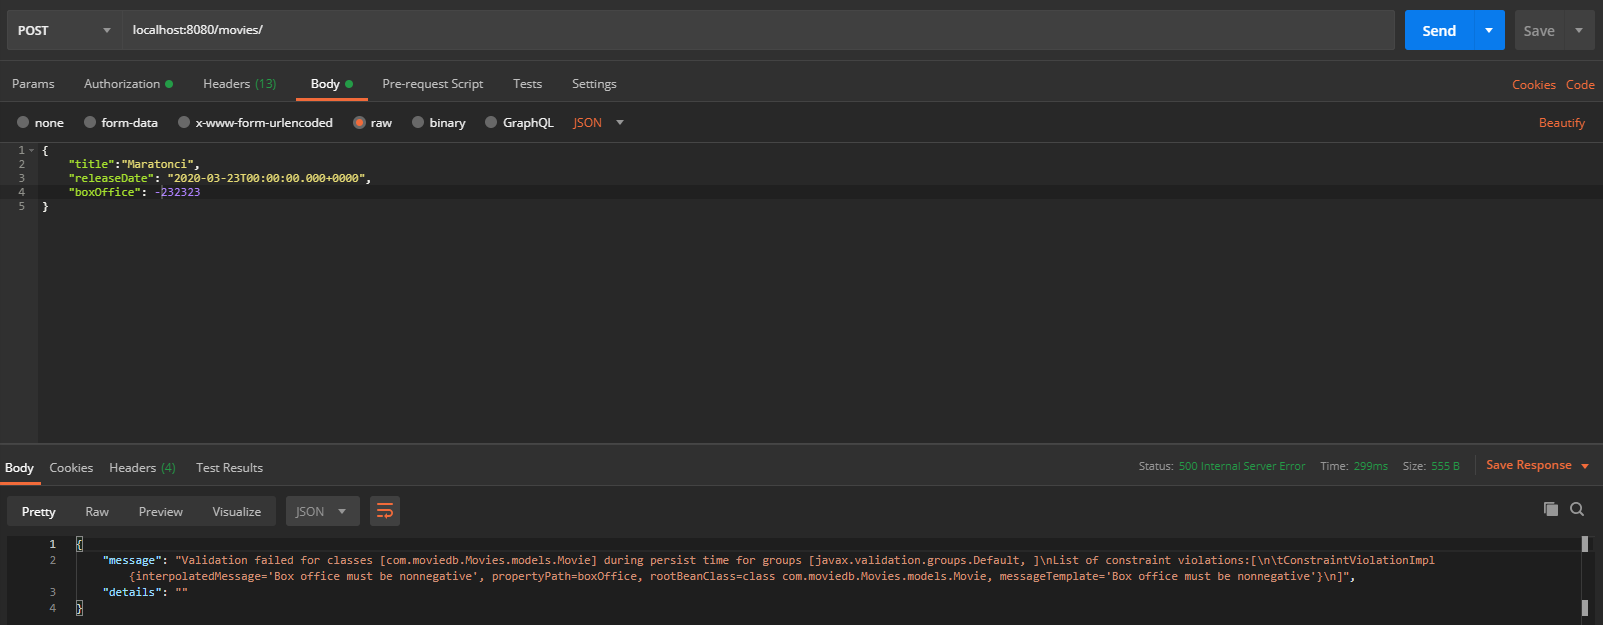 POST localhost:8080/movies/ Send Save
Params Authorization Headers (13) Body Pre-request Script Tests Settings Cookies Code
none form-data x-www-form-urlencoded raw binary GraphQL JSON Beautify
1 {
2 "title":"Maratonci",
3 "releaseDate": "2020-03-23T00:00:00.000+0000",
4 "boxOffice": -232323
5 }
Body Cookies Headers (4) Test Results Status: 500 Internal Server Error Time: 299ms Size: 555 B Save Response
Pretty Raw Preview Visualize JSON
1 {
2 "message": "Validation failed for classes [com.moviedb.Movies.models.Movie] during persist time for groups [javax.validation.groups.Default, ]\nList of constraint violations:[\n\tConstraintViolationImpl
{interpolatedMessage='Box office must be nonnegative', propertyPath=boxOffice, rootBeanClass=class com.moviedb.Movies.models.Movie, messageTemplate='Box office must be nonnegative'}\n]",
3 "details": ""
4 }